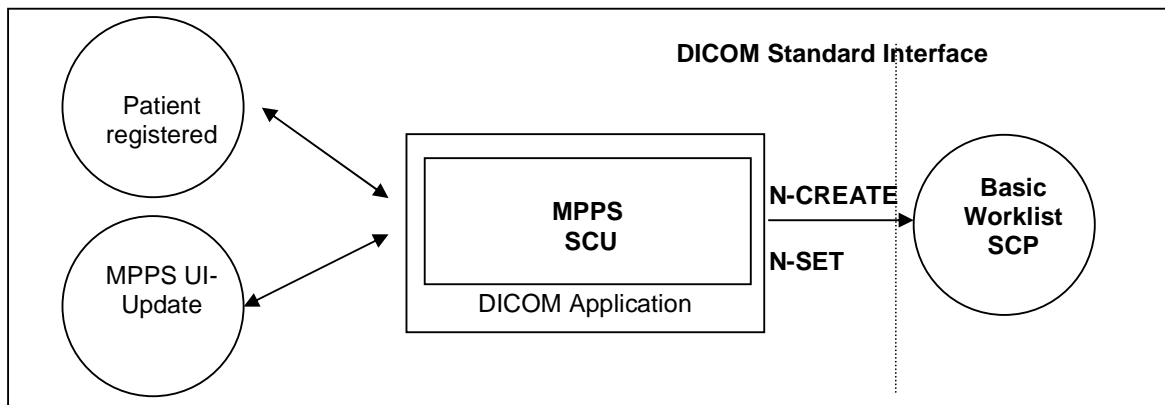 DICOM Standard Interface
Patient
registered
MPPS UI-
Update
MPPS
SCU
DICOM Application
N-CREATE
N-SET
Basic
Worklist
SCP